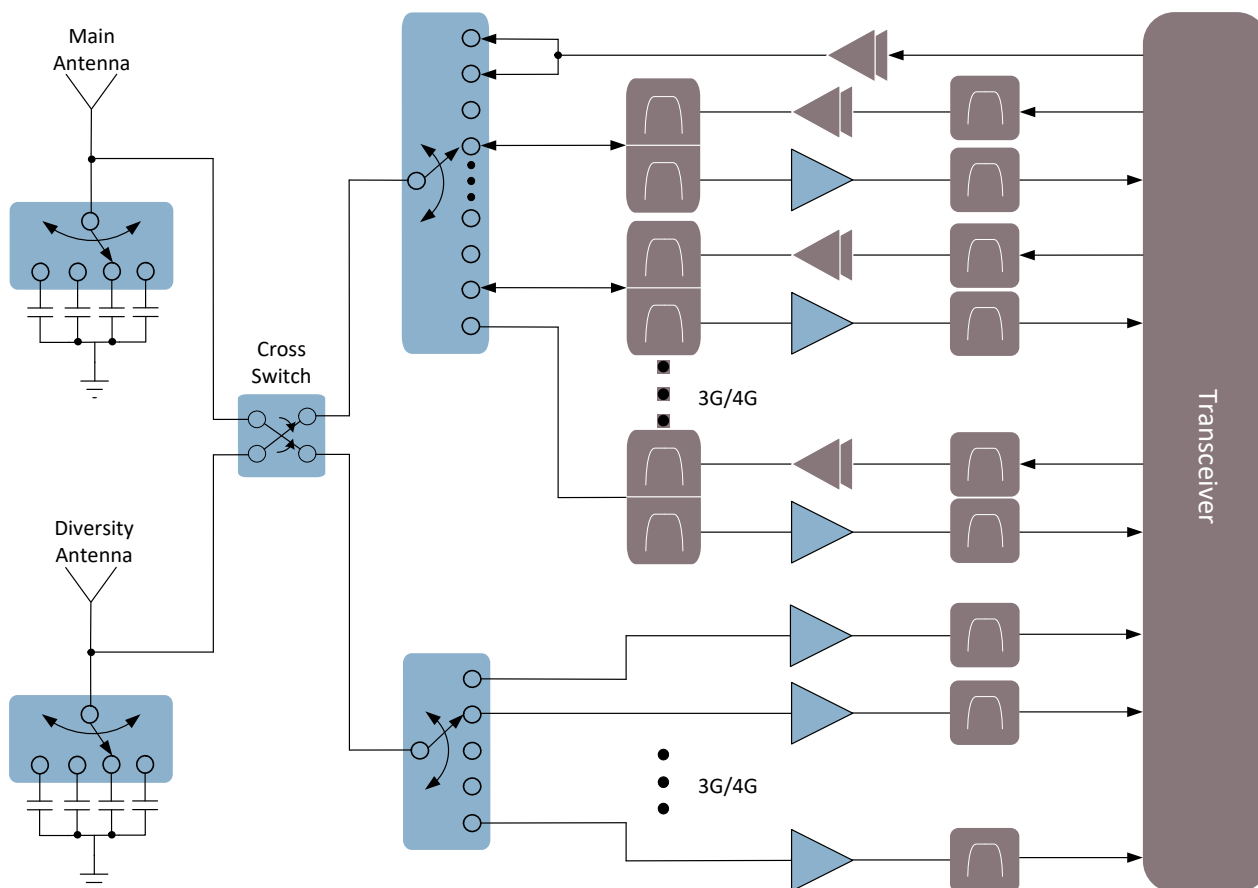 Main
Antenna
Cross
Switch
3G/4G
Transceiver
Diversity
Antenna
3G/4G